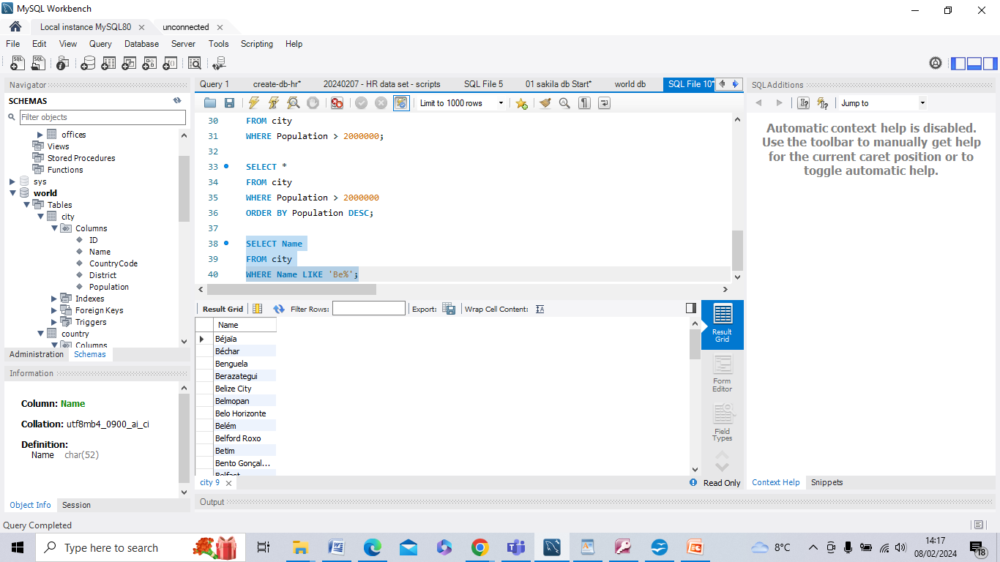 MySQL Workbench
Local instance MySQL80
unconnected
File Edit View Query Database Server Tools Scripting Help
Navigator
SCHEMAS
Filter objects
offices
Views
Stored Procedures
Functions
sys
world
Tables
city
Columns
ID
Name
CountryCode
District
Population
Indexes
Foreign Keys
Triggers
country
Columns
Administration Schemas
Information
Column: Name
Collation: utf8mb4_0900_ai_ci
Definition:
Name char(52)
Object Info Session
Query 1 create-db-hr* 20240207 - HR data set - scripts SQL File 5 01 sakila db Start* world db SQL File 10*
Limit to 1000 rows
30 FROM city
31 WHERE Population > 2000000;
32
33 SELECT *
34 FROM city
35 WHERE Population > 2000000
36 ORDER BY Population DESC;
37
38 SELECT Name
39 FROM city
40 WHERE Name LIKE 'Be%';
Result Grid Filter Rows: Export: Wrap Cell Content:
Name
Béjaïa
Béchar
Benguela
Berazategui
Belize City
Belmopan
Belo Horizonte
Belém
Belford Roxo
Betim
Bento Gonçal...
Belfast
Result
Grid
Form
Editor
Field
Types
city 9
Read Only
Output
SQLAdditions
Jump to
Automatic context help is disabled.
Use the toolbar to manually get help
for the current caret position or to
toggle automatic help.
Context Help Snippets
Query Completed
Type here to search
8°C
14:17
08/02/2024
18